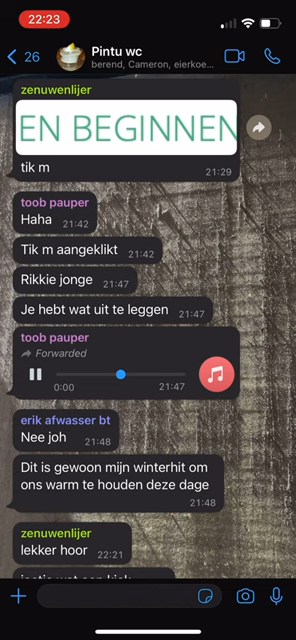 22:23
26
Pintu wc
berend, Cameron, eierkoe...
zenuwenlijer
EN BEGINNEN
tik m
21:29
toob pauper
Haha
21:42
Tik m aangeklikt
21:42
Rikkie jonge
21:47
Je hebt wat uit te leggen
21:47
toob pauper
Forwarded
0:00
21:47
erik afwasser bt
Nee joh
21:48
Dit is gewoon mijn winterhit om
ons warm te houden deze dage
21:48
zenuwenlijer
lekker hoor
22:21